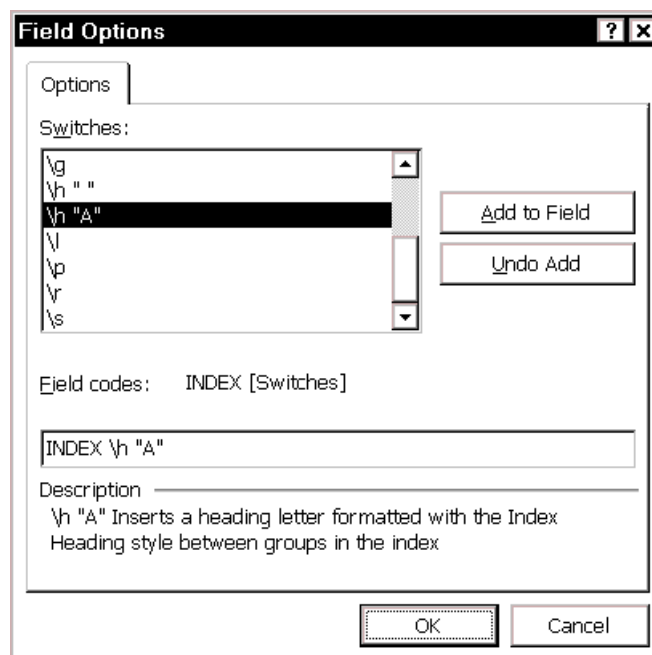 Field Options
Options
Switches:
\g
\h " "
\h "A"
\l
\p
\r
\s
Add to Field
Undo Add
Field codes: INDEX [Switches]
INDEX \h "A"
Description
\h "A" Inserts a heading letter formatted with the Index
Heading style between groups in the index
OK Cancel